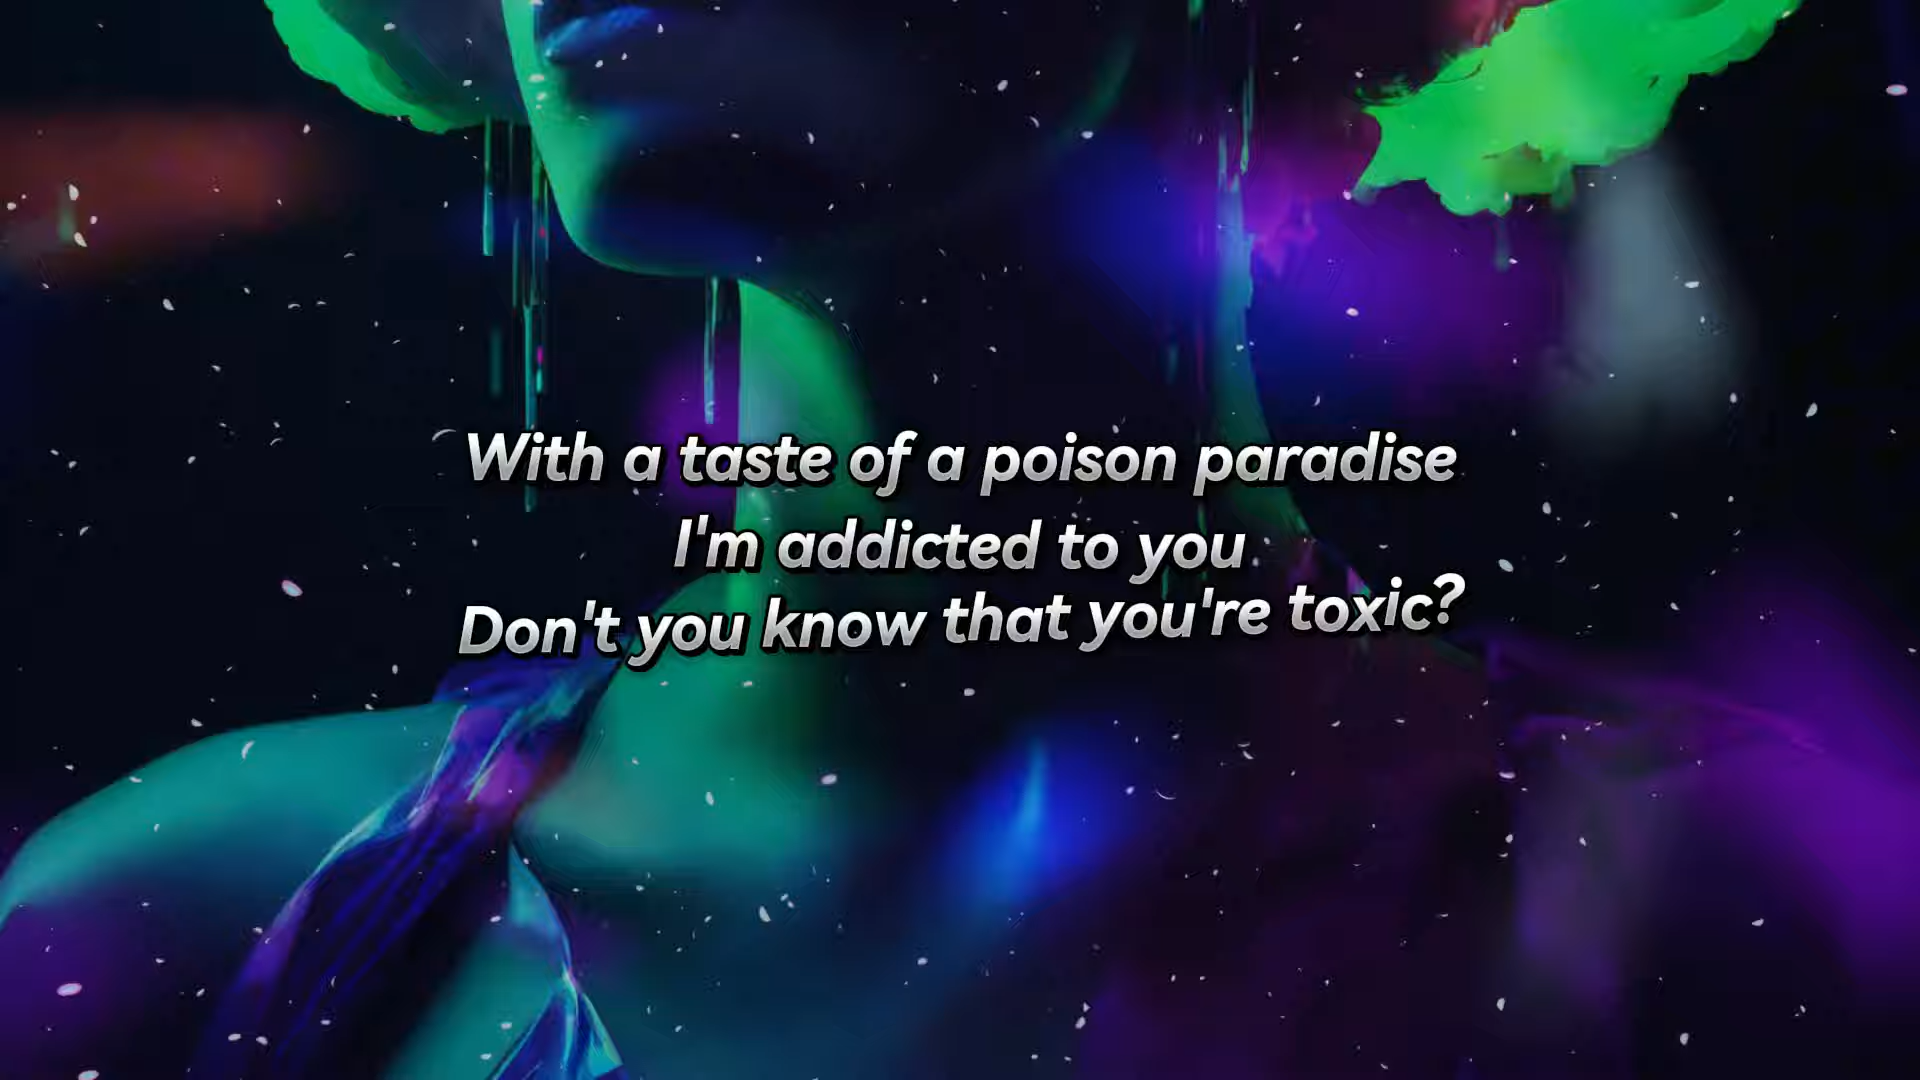 With a taste of a poison paradise
I'm addicted to you
Don't you know that you're toxic?